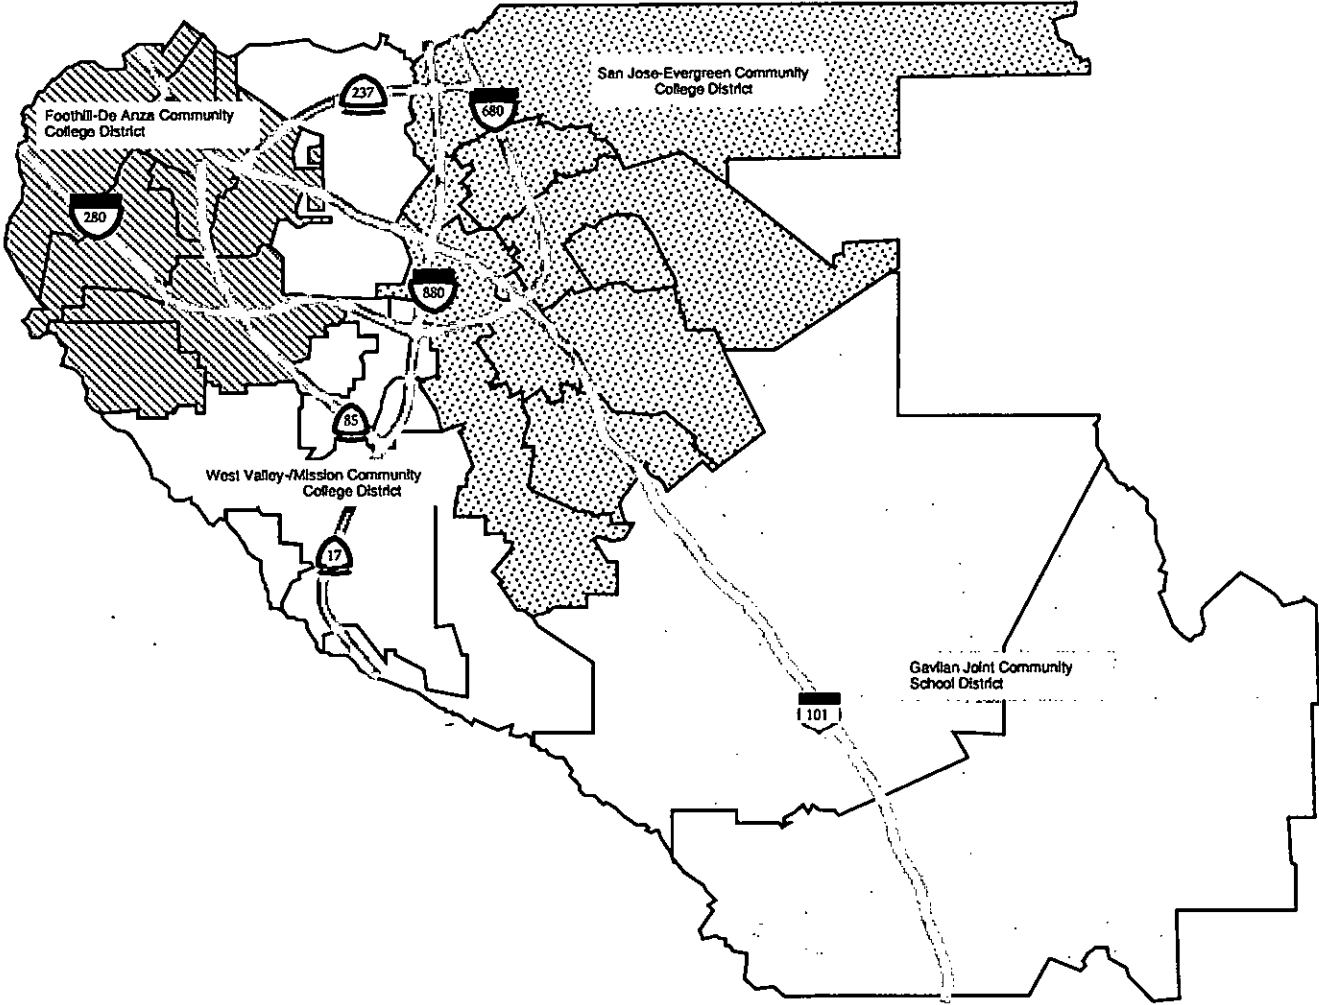 237
680
San Jose-Evergreen Community
College District
Foothill-De Anza Community
College District
280
880
85
West Valley-/Mission Community
College District
17
Gavilan Joint Community
School District
101